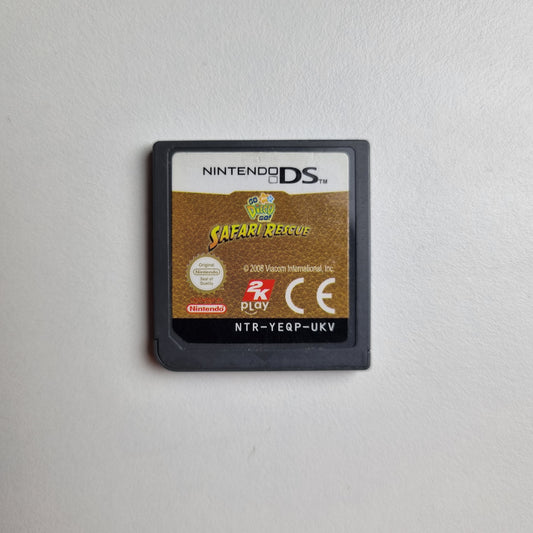 NINTENDO DS™
GO
DIEGO
GO!
SAFARI RESCUE
© 2008 Viacom International, Inc.
Original
Nintendo
Seal of
Quality
Nintendo
2K
play
CE
NTR-YEQP-UKV